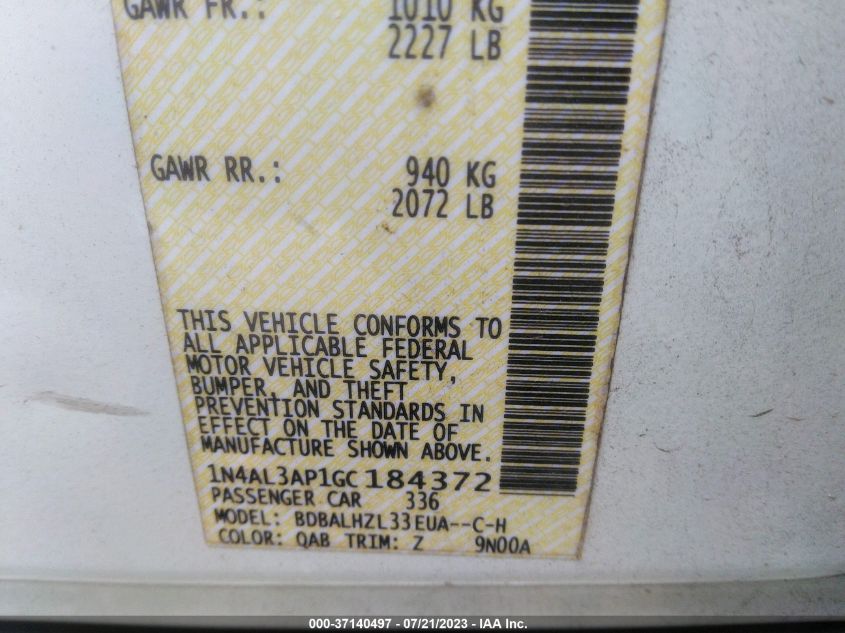 GAWR FR.: 1010 KG
2227 LB
GAWR RR.: 940 KG
2072 LB
THIS VEHICLE CONFORMS TO
ALL APPLICABLE FEDERAL
MOTOR VEHICLE SAFETY,
BUMPER, AND THEFT
PREVENTION STANDARDS IN
EFFECT ON THE DATE OF
MANUFACTURE SHOWN ABOVE.
1N4AL3AP1GC184372
PASSENGER CAR 336
MODEL: BDBALHZL33EUA--C-H
COLOR: QAB TRIM: Z 9N00A
000-37140497 - 07/21/2023 - IAA Inc.